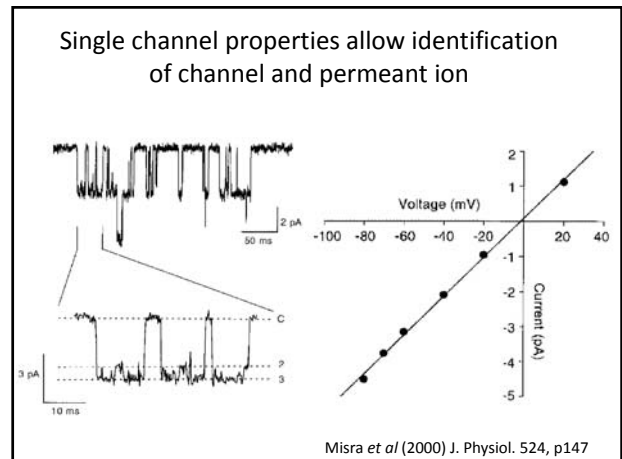 Single channel properties allow identification
of channel and permeant ion
2 pA
50 ms
C
2
3
3 pA
10 ms
Voltage (mV)
-100 -80 -60 -40 -20
20 40
2
1
-1
-2
-3
-4
-5
Current (pA)
Misra et al (2000) J. Physiol. 524, p147